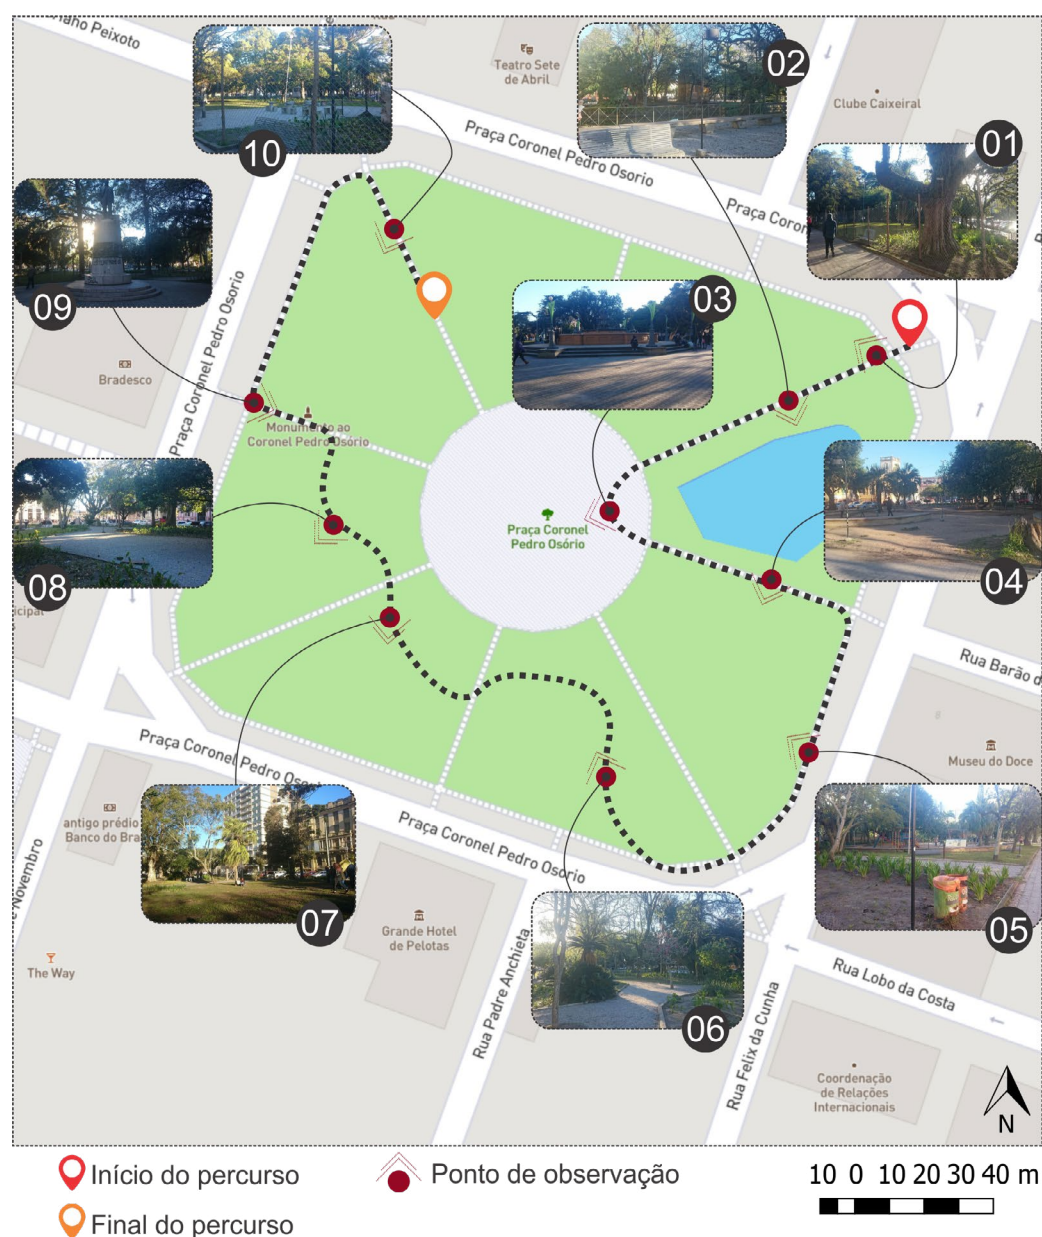 iano Peixoto
Teatro Sete
de Abril
02
Clube Caixeiral
01
10
Praça Coronel Pedro Osorio
Praça Coron
09
03
Praça Coronel Pedro Osorio
Bradesco
Monumento ao
Coronel Pedro Osório
Praça Coronel
Pedro Osório
08
04
icipal
Rua Barão d
Museu do Doce
Praça Coronel Pedro Osorio
antigo prédio
Banco do Bra
Praça Coronel Pedro Osorio
e Novembro
07
05
Grande Hotel
de Pelotas
The Way
Rua Padre Anchieta
06
Rua Lobo da Costa
Rua Felix da Cunha
Coordenação
de Relações
Internacionais
N
Início do percurso
Ponto de observação
10 0 10 20 30 40 m
Final do percurso